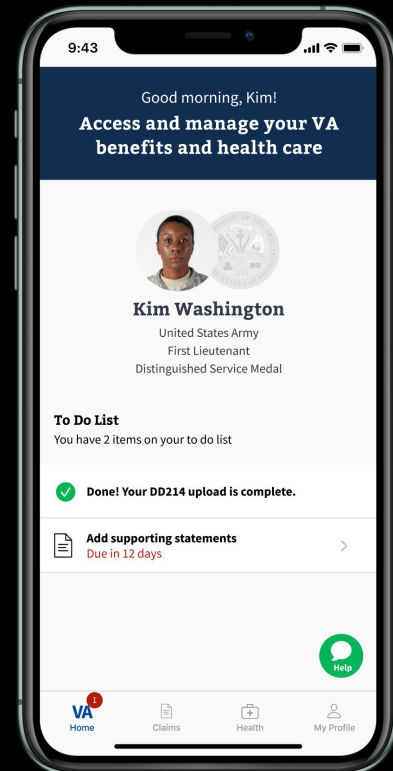 9:43
Good morning, Kim!
Access and manage your VA
benefits and health care
Kim Washington
United States Army
First Lieutenant
Distinguished Service Medal
To Do List
You have 2 items on your to do list
Done! Your DD214 upload is complete.
Add supporting statements
Due in 12 days
Help
1
VA
Home
Claims
Health
My Profile